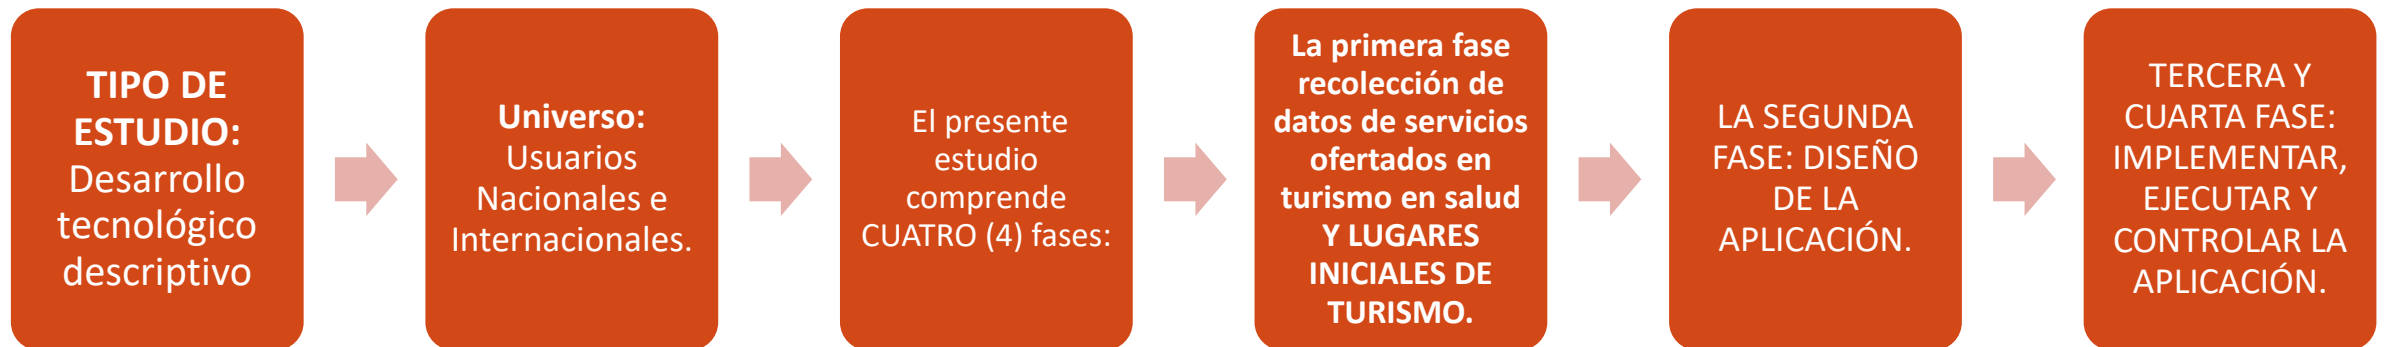 TIPO DE
ESTUDIO:
Desarrollo
tecnológico
descriptivo
Universo:
Usuarios
Nacionales e
Internacionales.
El presente
estudio
comprende
CUATRO (4) fases:
La primera fase
recolección de
datos de servicios
ofertados en
turismo en salud
Y LUGARES
INICIALES DE
TURISMO.
LA SEGUNDA
FASE: DISEÑO
DE LA
APLICACIÓN.
TERCERA Y
CUARTA FASE:
IMPLEMENTAR,
EJECUTAR Y
CONTROLAR LA
APLICACIÓN.